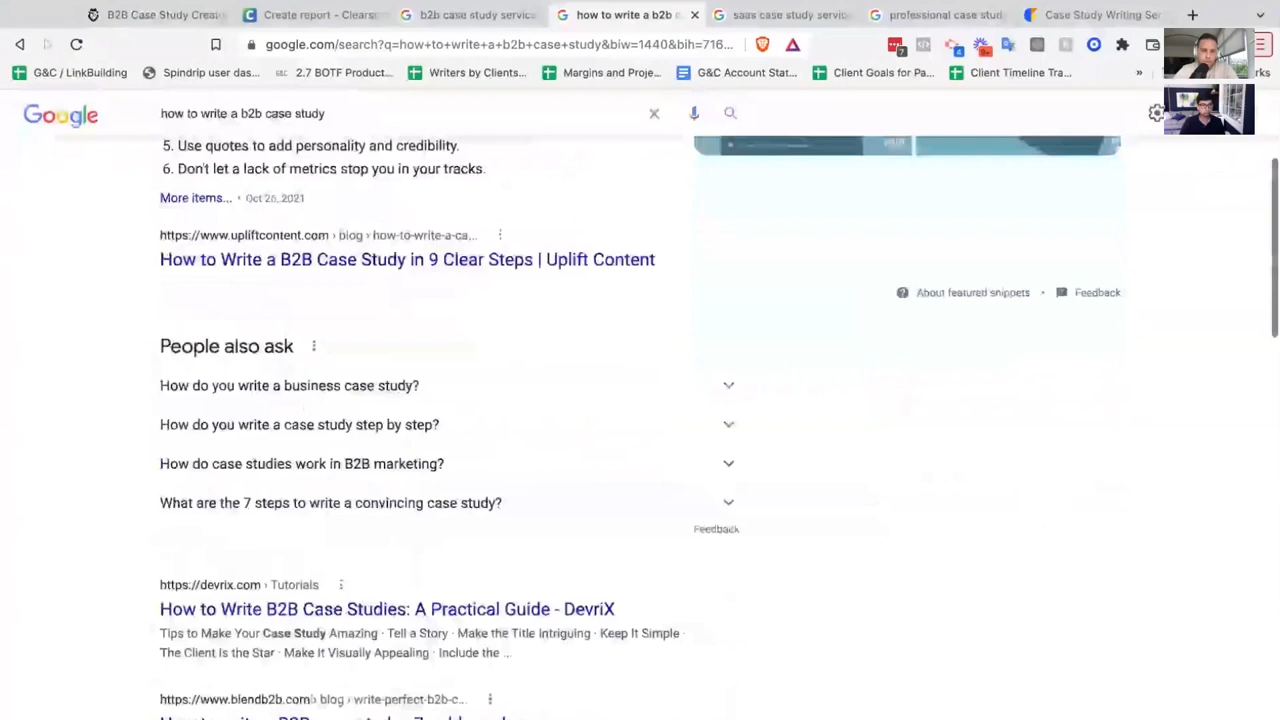 B2B Case Study Creato
Create report - Clearsc
b2b case study service
how to write a b2b c
saas case study servic
professional case stud
Case Study Writing Ser
google.com/search?q=how+to+write+a+b2b+case+study&biw=1440&bih=716...
7
4
9+
G&C / LinkBuilding
Spindrip user das...
G&C
2.7 BOTF Product...
Writers by Clients...
Margins and Proje...
G&C Account Stat...
Client Goals for Pa...
Client Timeline Tra...
»
rks
Google
how to write a b2b case study
5. Use quotes to add personality and credibility.
6. Don't let a lack of metrics stop you in your tracks.
More items... • Oct 26, 2021
https://www.upliftcontent.com › blog › how-to-write-a-ca...
How to Write a B2B Case Study in 9 Clear Steps | Uplift Content
About featured snippets • Feedback
People also ask
How do you write a business case study?
How do you write a case study step by step?
How do case studies work in B2B marketing?
What are the 7 steps to write a convincing case study?
Feedback
https://devrix.com › Tutorials
How to Write B2B Case Studies: A Practical Guide - DevriX
Tips to Make Your Case Study Amazing · Tell a Story · Make the Title Intriguing · Keep It Simple ·
The Client Is the Star · Make It Visually Appealing · Include the ...
https://www.blendb2b.com › blog › write-perfect-b2b-c...